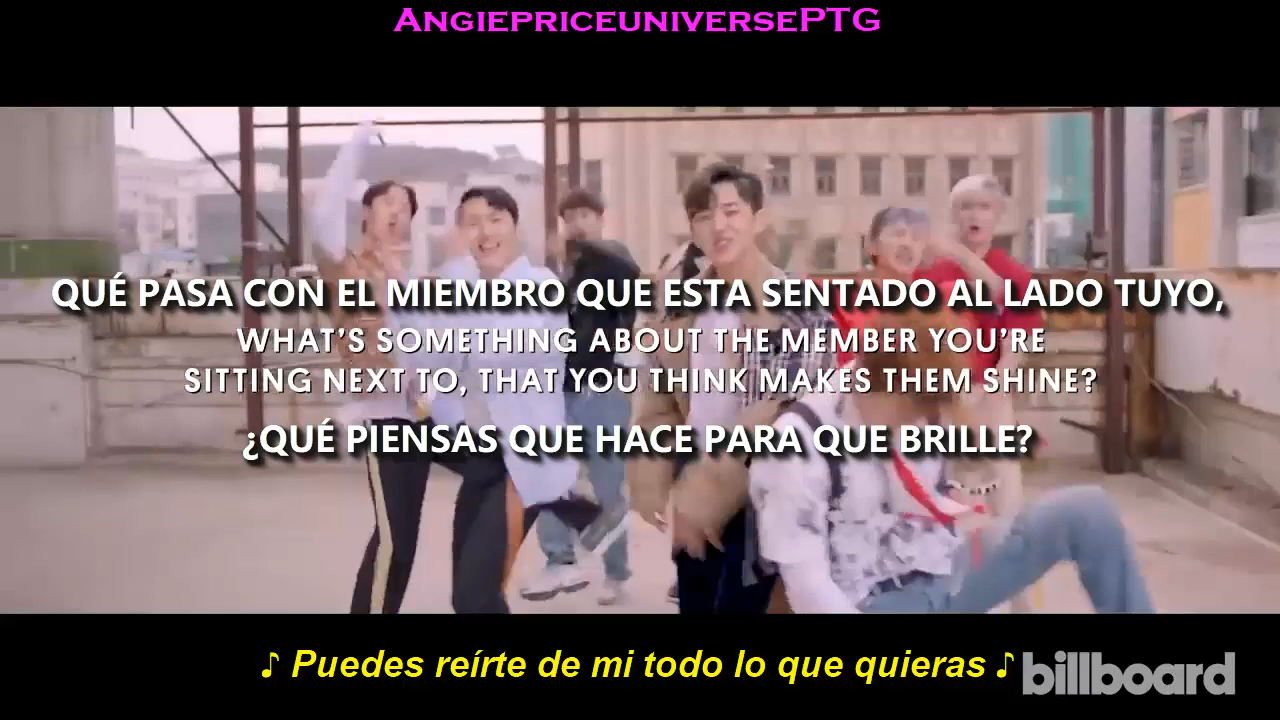 AngiepriceuniversePTG
QUÉ PASA CON EL MIEMBRO QUE ESTA SENTADO AL LADO TUYO,
WHAT'S SOMETHING ABOUT THE MEMBER YOU'RE
SITTING NEXT TO, THAT YOU THINK MAKES THEM SHINE?
¿QUÉ PIENSAS QUE HACE PARA QUE BRILLE?
♪ Puedes reírte de mi todo lo que quieras ♪
billboard